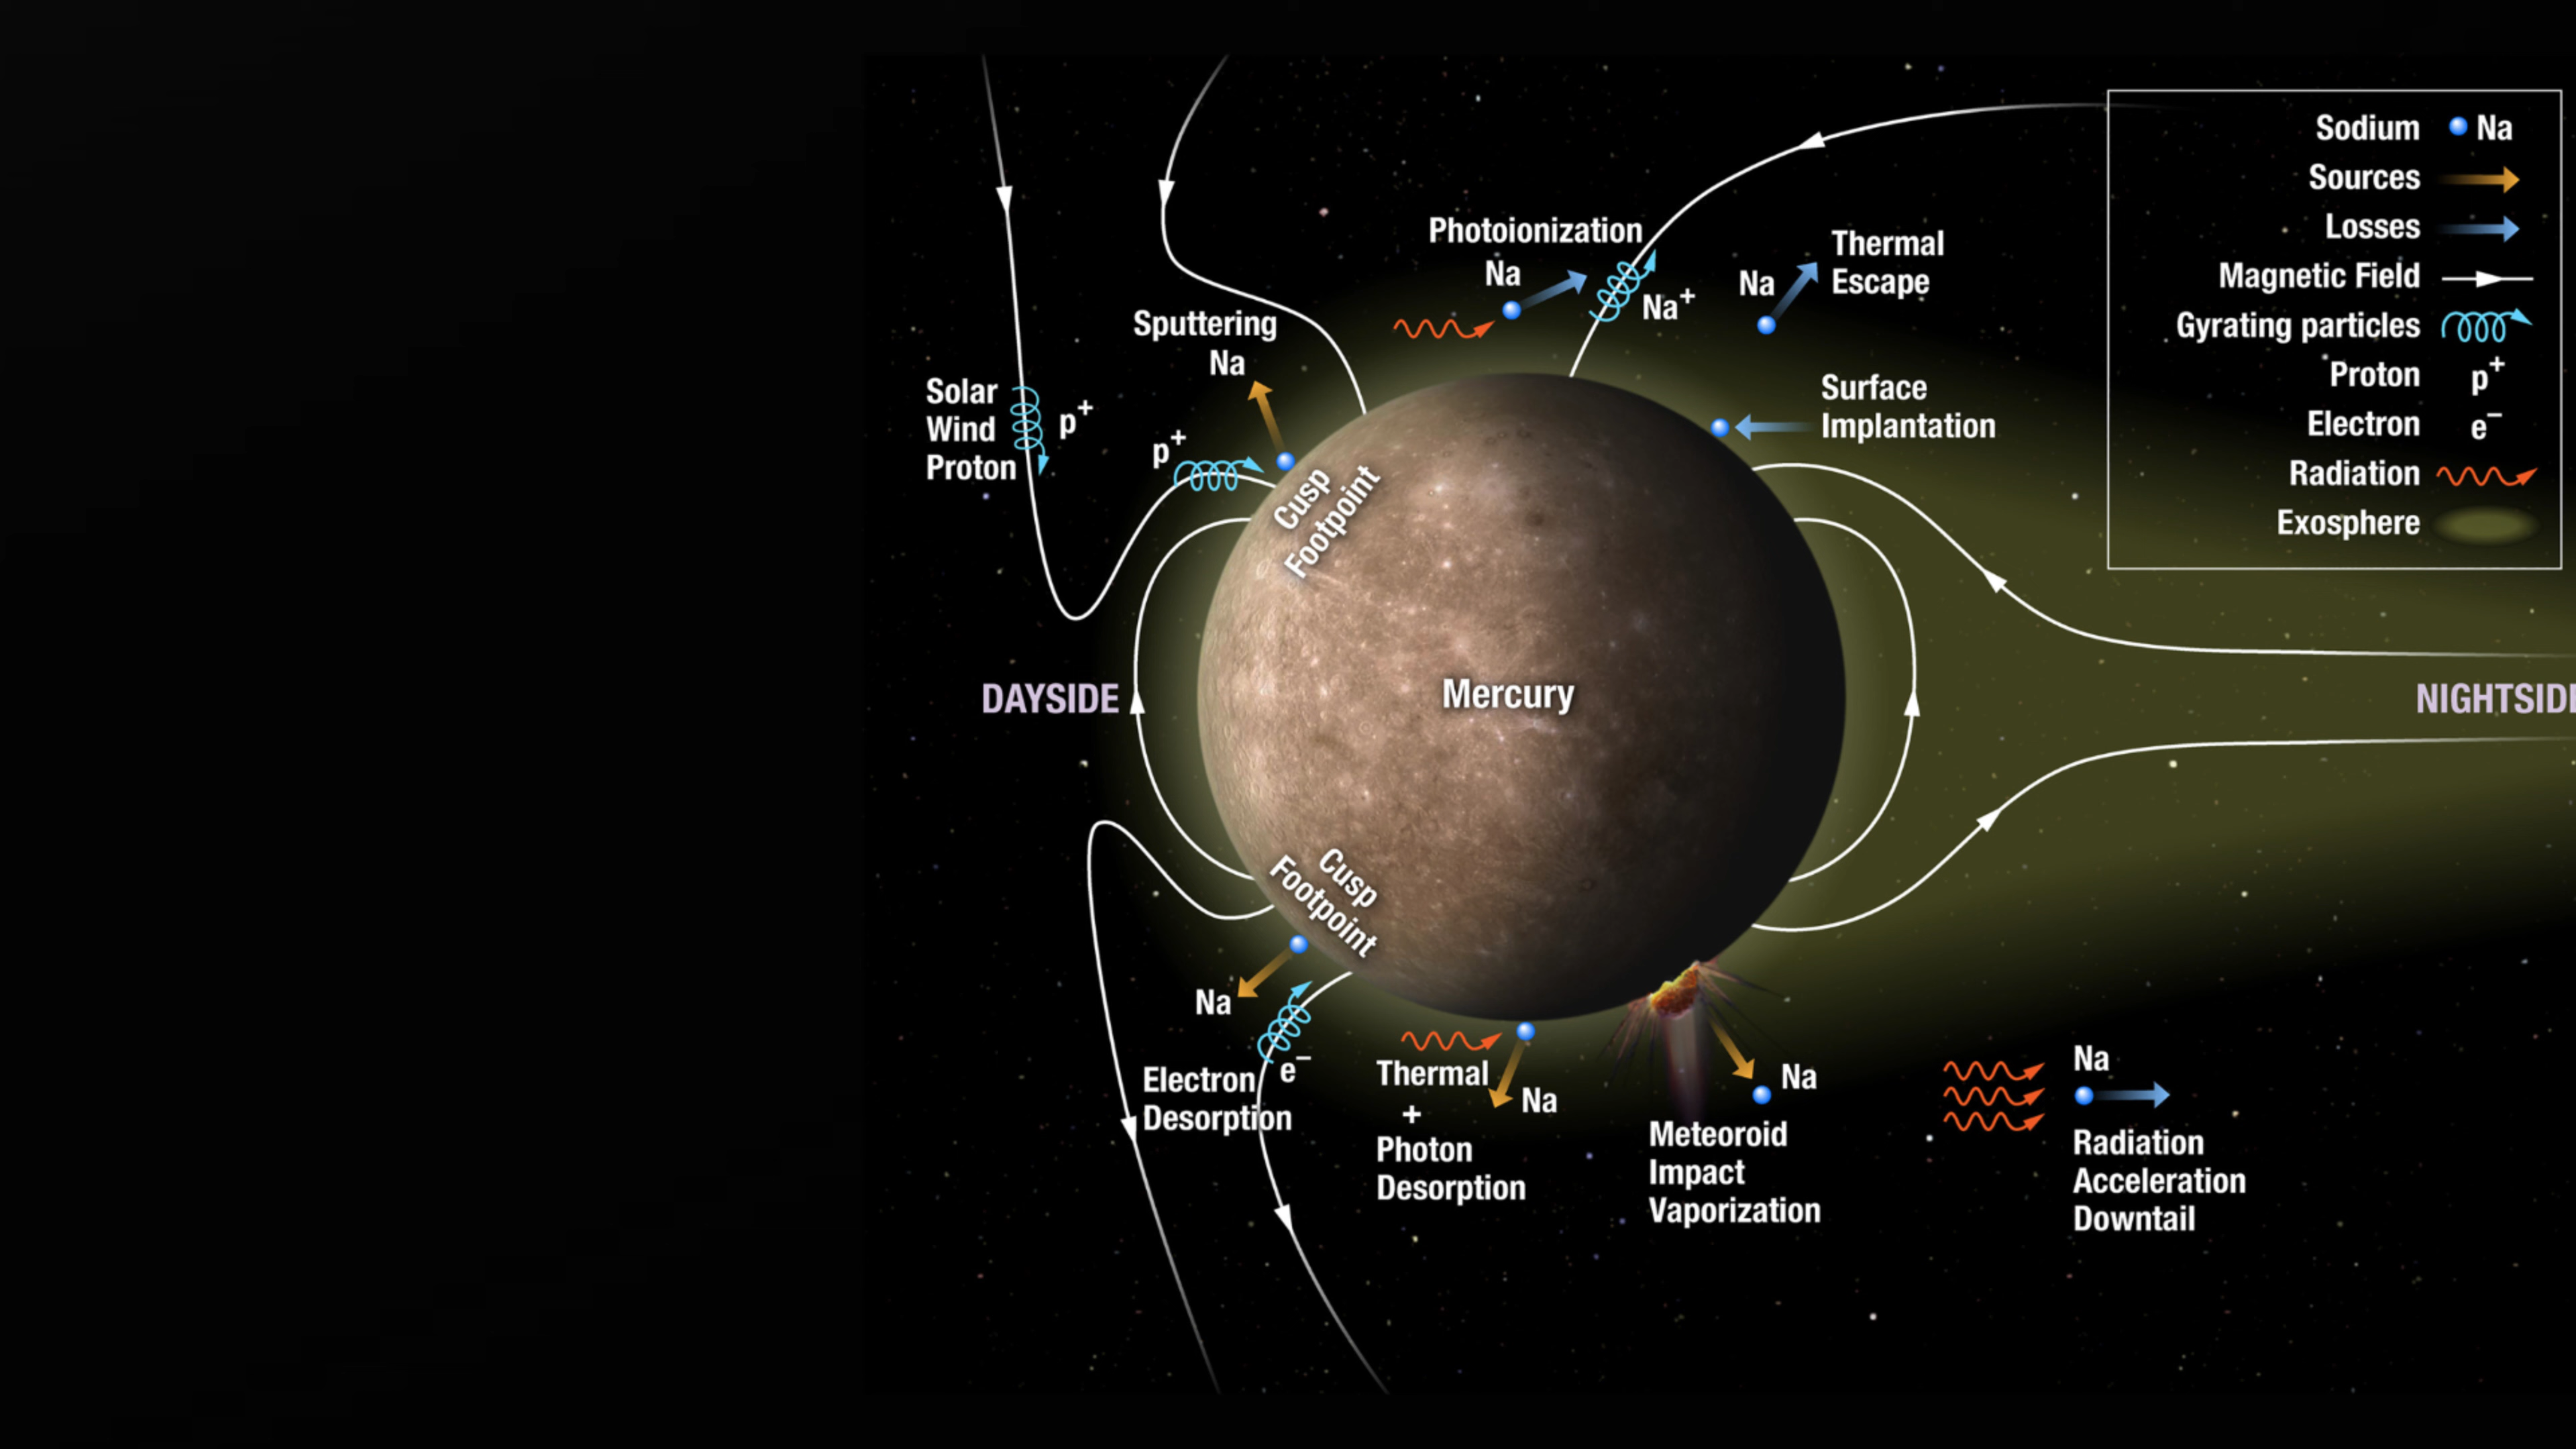 Sodium Na
Sources
Losses
Magnetic Field
Gyrating particles
Proton p⁺
Electron e⁻
Radiation
Exosphere
Photoionization
Na
Na⁺
Na
Thermal
Escape
Sputtering
Na
Solar
Wind
Proton
p⁺
p⁺
Surface
Implantation
Cusp
Footpoint
DAYSIDE
Mercury
NIGHTSIDE
Cusp
Footpoint
Na
Electron
Desorption
e⁻
Thermal
+
Photon
Desorption
Na
Na
Meteoroid
Impact
Vaporization
Na
Radiation
Acceleration
Downtail